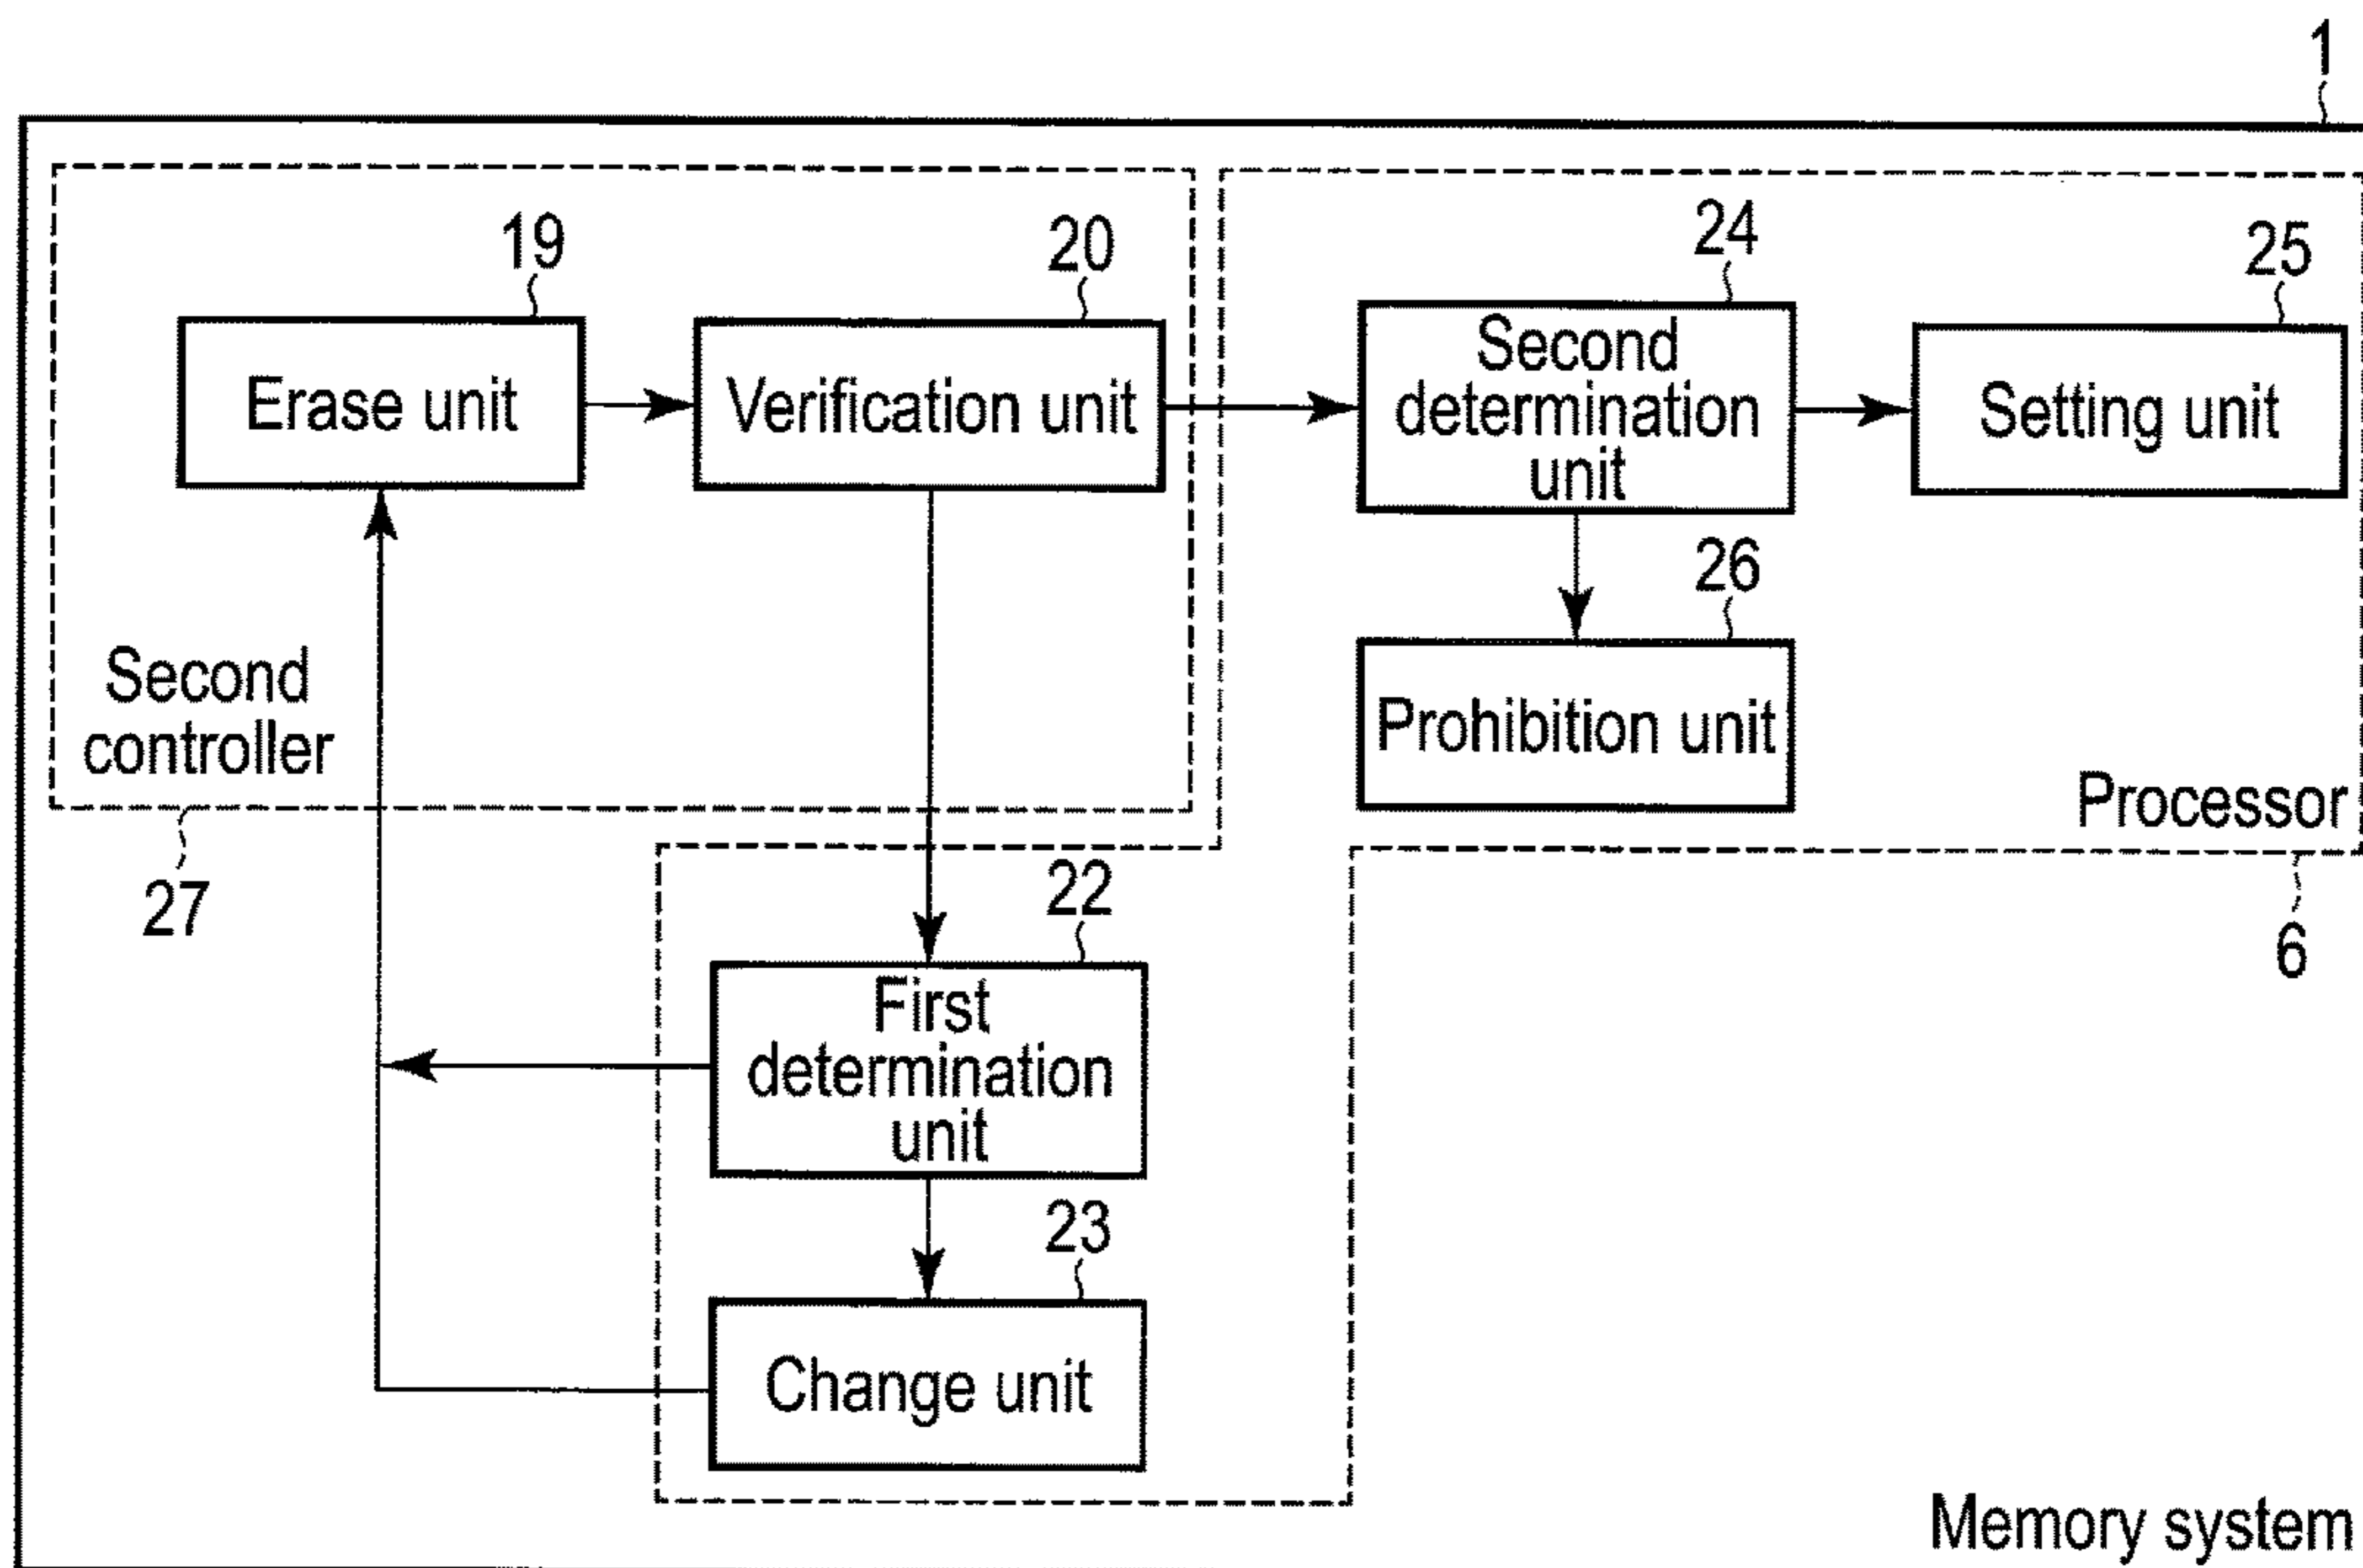 1
19
20
24
25
Erase unit
Verification unit
Second
determination
unit
Setting unit
26
Prohibition unit
Second
controller
Processor
27
6
22
First
determination
unit
23
Change unit
Memory system